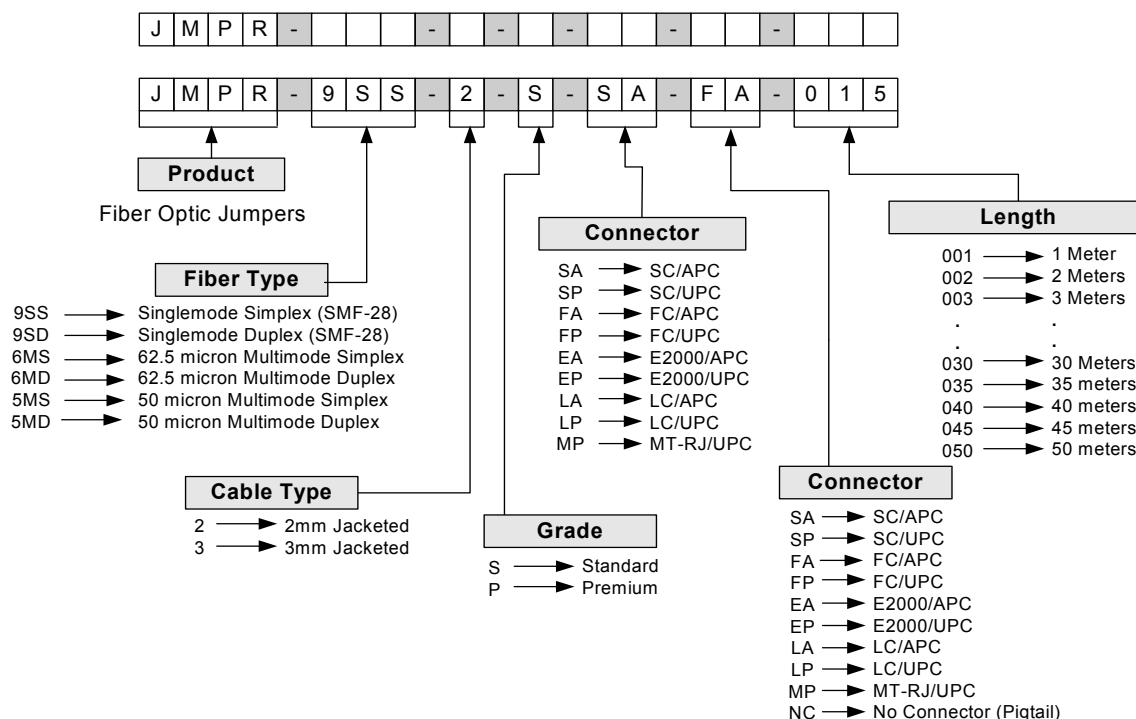 J M P R - - - - - -
J M P R - 9 S S - 2 - S - S A - F A - 0 1 5
Product
Fiber Optic Jumpers
Fiber Type
9SS Singlemode Simplex (SMF-28)
9SD Singlemode Duplex (SMF-28)
6MS 62.5 micron Multimode Simplex
6MD 62.5 micron Multimode Duplex
5MS 50 micron Multimode Simplex
5MD 50 micron Multimode Duplex
Cable Type
2 2mm Jacketed
3 3mm Jacketed
Grade
S Standard
P Premium
Connector
SA SC/APC
SP SC/UPC
FA FC/APC
FP FC/UPC
EA E2000/APC
EP E2000/UPC
LA LC/APC
LP LC/UPC
MP MT-RJ/UPC
Connector
SA SC/APC
SP SC/UPC
FA FC/APC
FP FC/UPC
EA E2000/APC
EP E2000/UPC
LA LC/APC
LP LC/UPC
MP MT-RJ/UPC
NC No Connector (Pigtail)
Length
001 1 Meter
002 2 Meters
003 3 Meters
. .
. .
030 30 Meters
035 35 meters
040 40 meters
045 45 meters
050 50 meters